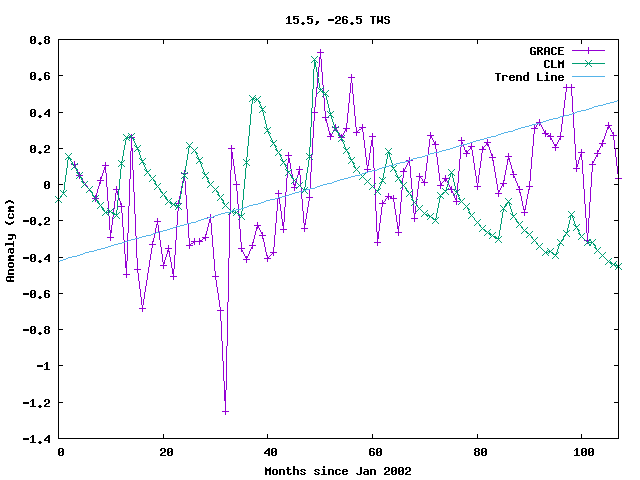 15.5, -26.5 TWS
GRACE
CLM
Trend Line
0.8
0.6
0.4
0.2
0
-0.2
-0.4
-0.6
-0.8
-1
-1.2
-1.4
Anomaly (cm)
0 20 40 60 80 100
Months since Jan 2002